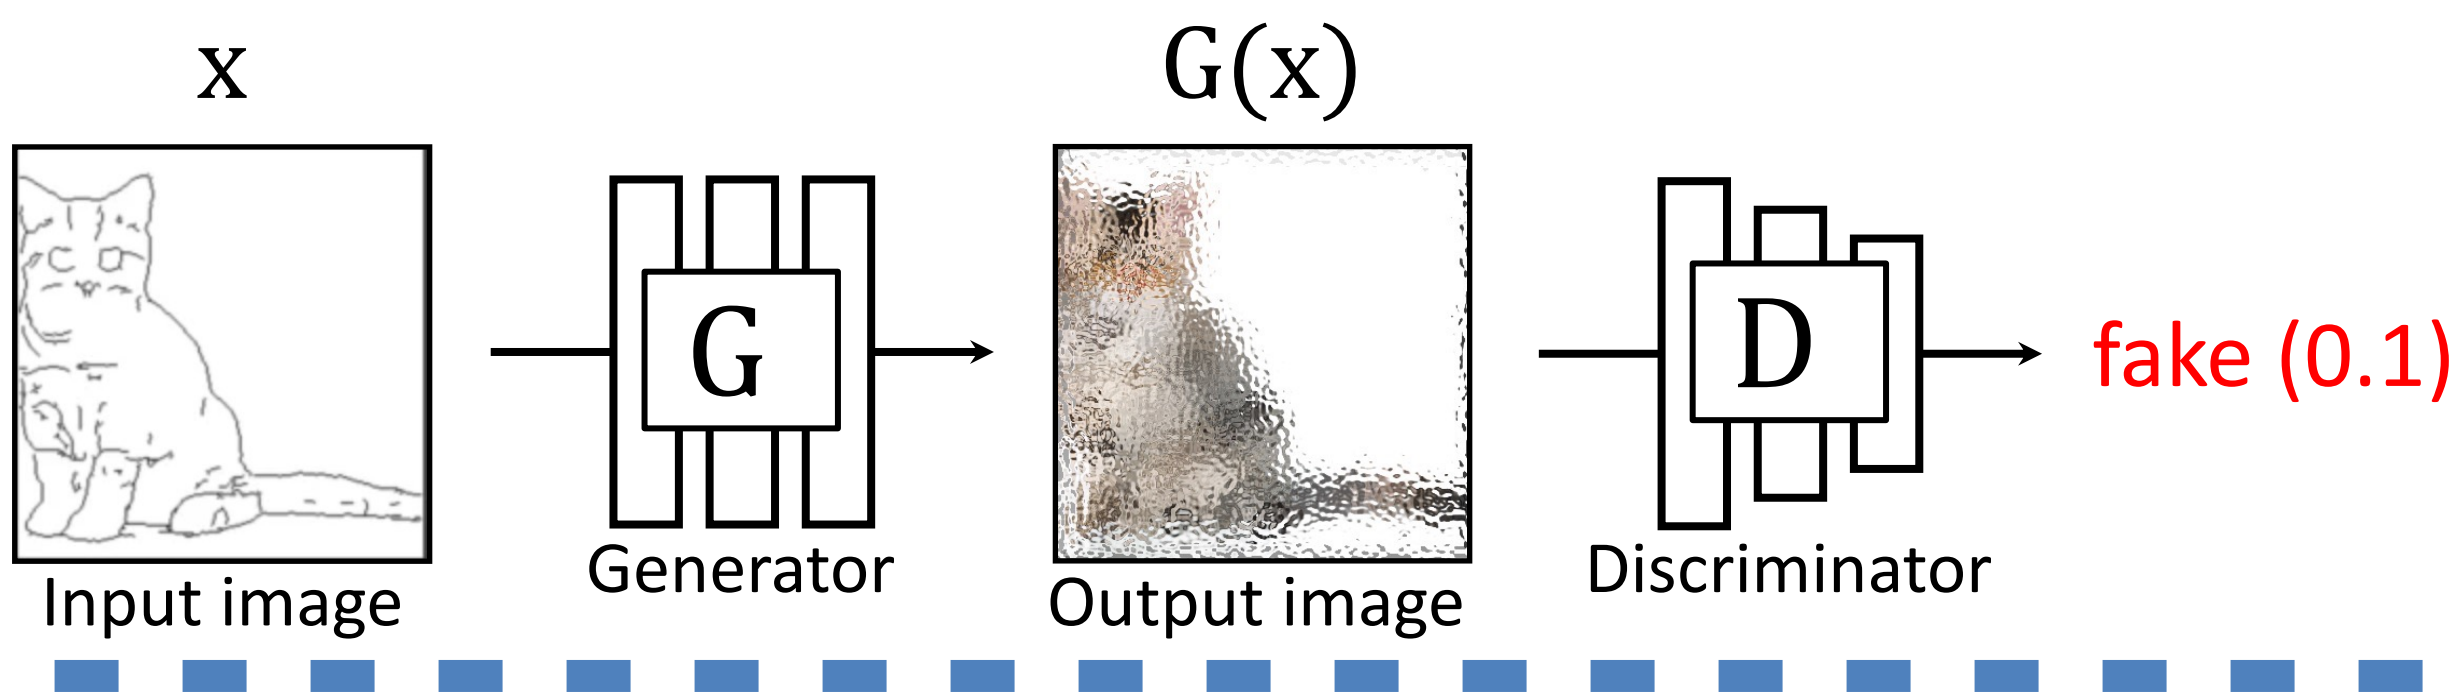 x
G(x)
G
D
fake (0.1)
Input image
Generator
Output image
Discriminator